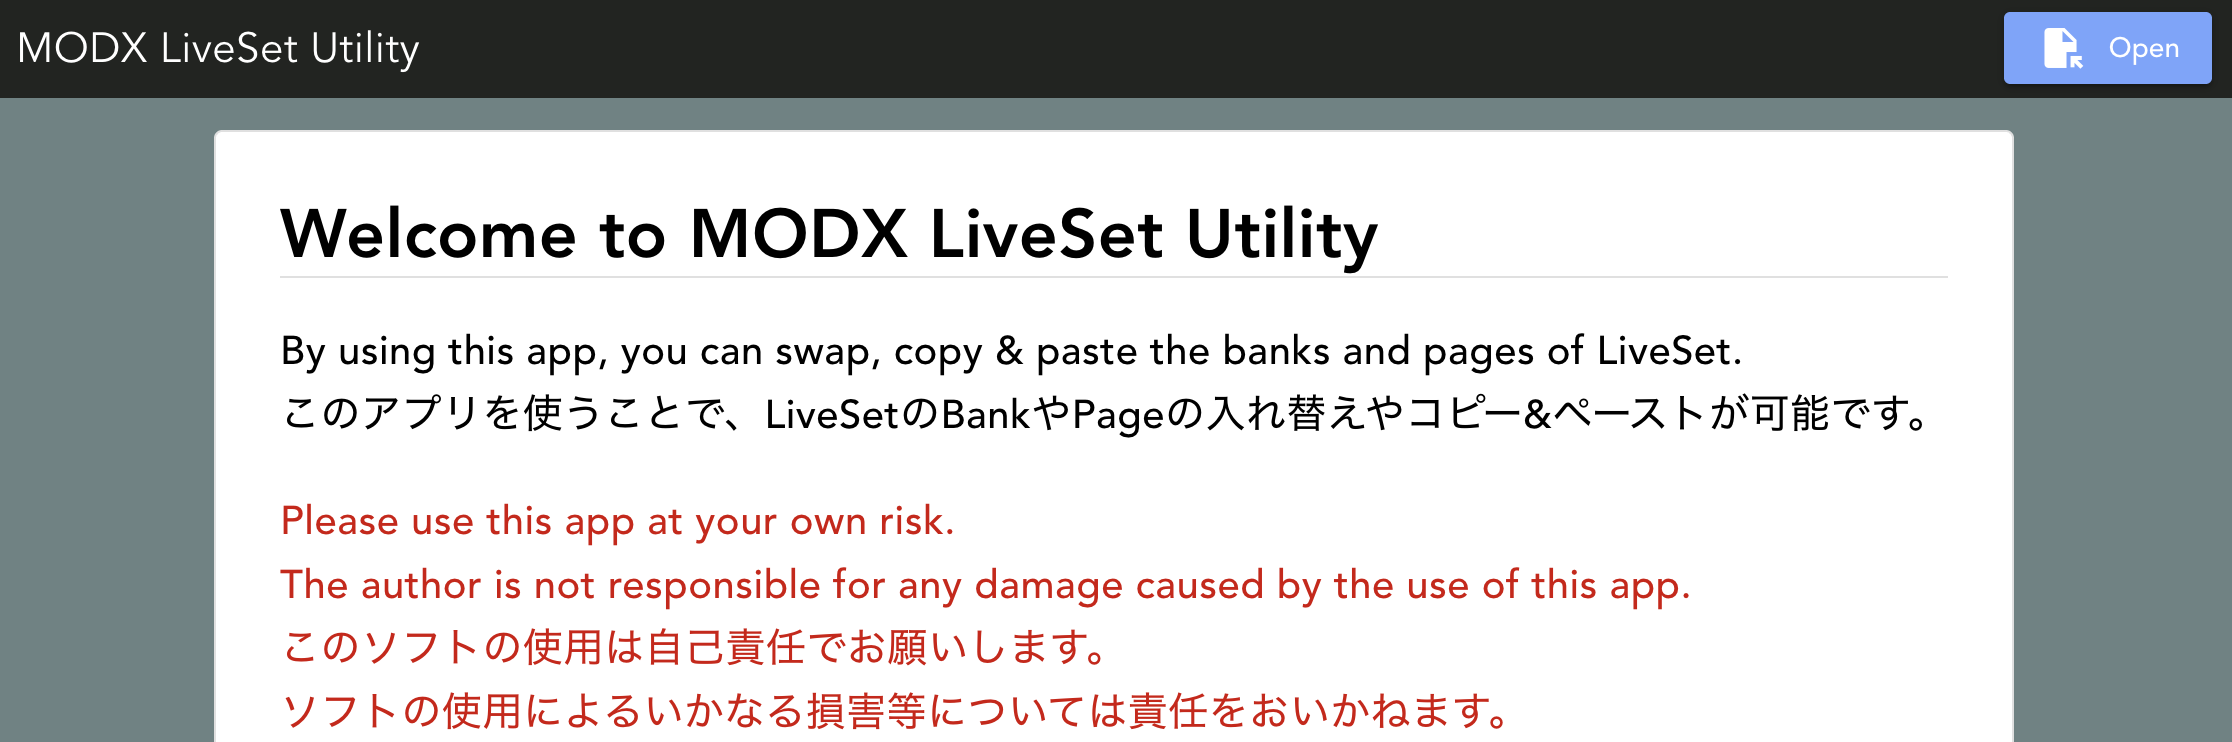 MODX LiveSet Utility
Open
Welcome to MODX LiveSet Utility
By using this app, you can swap, copy & paste the banks and pages of LiveSet.
このアプリを使うことで、LiveSetのBankやPageの入れ替えやコピー&ペーストが可能です。
Please use this app at your own risk.
The author is not responsible for any damage caused by the use of this app.
このソフトの使用は自己責任でお願いします。
ソフトの使用によるいかなる損害等については責任をおいかねます。